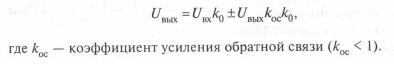 U_вых = U_вх k_0 ± U_вых k_ос k_0,
где k_ос — коэффициент усиления обратной связи (k_ос < 1).